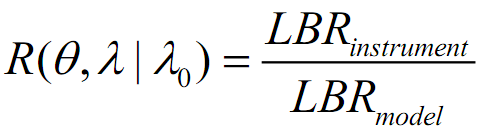 R(θ, λ | λ₀) = LBR_instrument / LBR_model